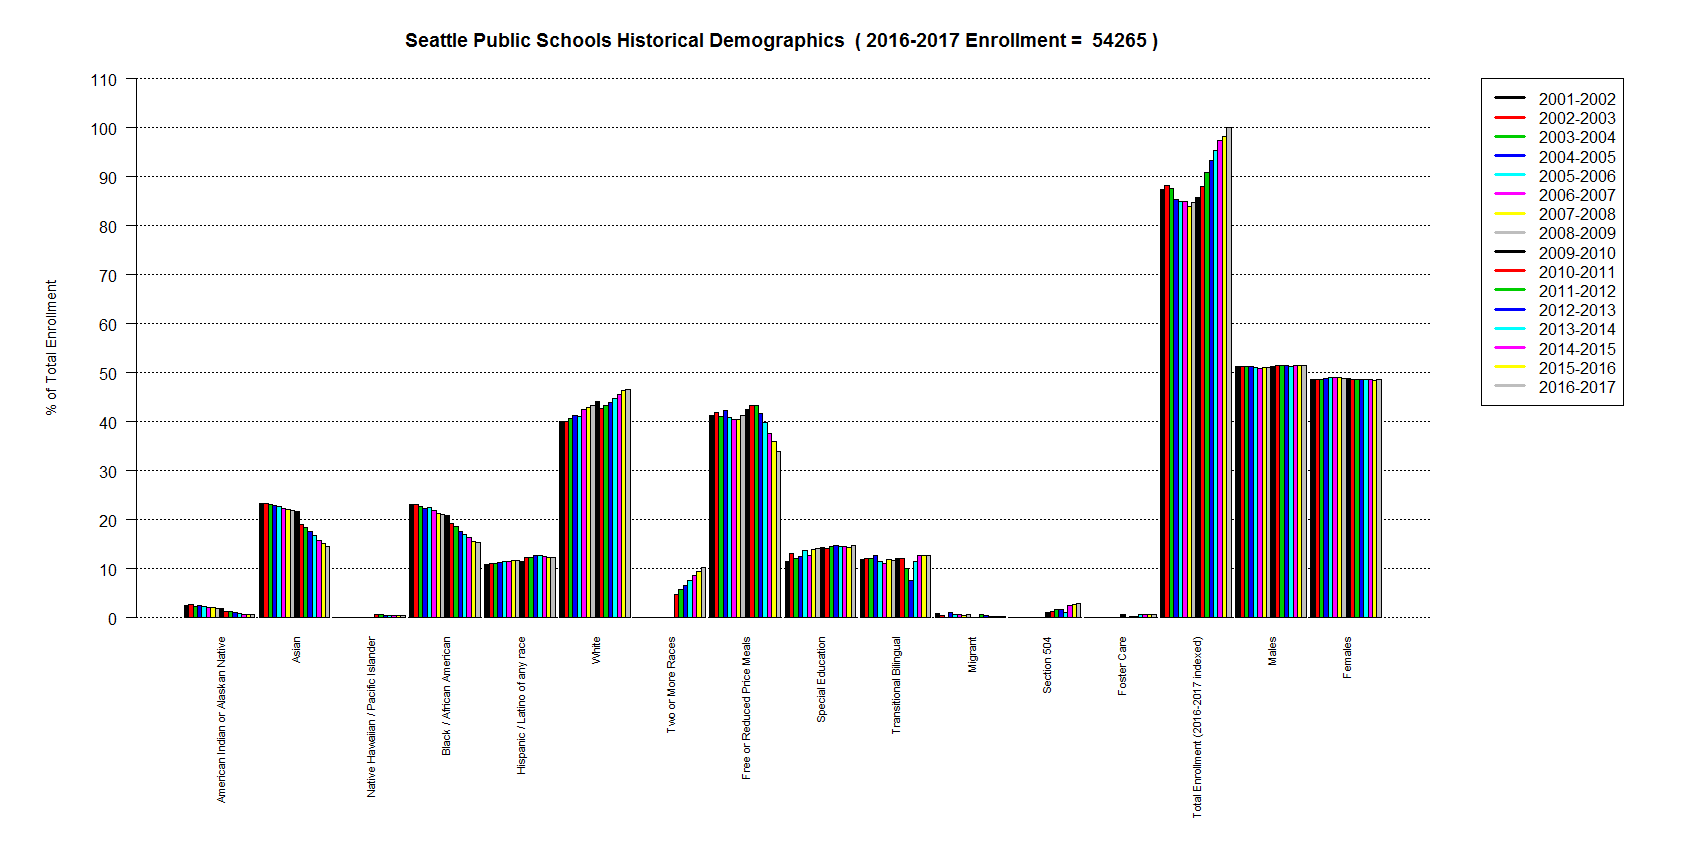 Seattle Public Schools Historical Demographics ( 2016-2017 Enrollment = 54265 )
% of Total Enrollment
110
100
90
80
70
60
50
40
30
20
10
0
American Indian or Alaskan Native
Asian
Native Hawaiian / Pacific Islander
Black / African American
Hispanic / Latino of any race
White
Two or More Races
Free or Reduced Price Meals
Special Education
Transitional Bilingual
Migrant
Section 504
Foster Care
Total Enrollment (2016-2017 indexed)
Males
Females
2001-2002
2002-2003
2003-2004
2004-2005
2005-2006
2006-2007
2007-2008
2008-2009
2009-2010
2010-2011
2011-2012
2012-2013
2013-2014
2014-2015
2015-2016
2016-2017